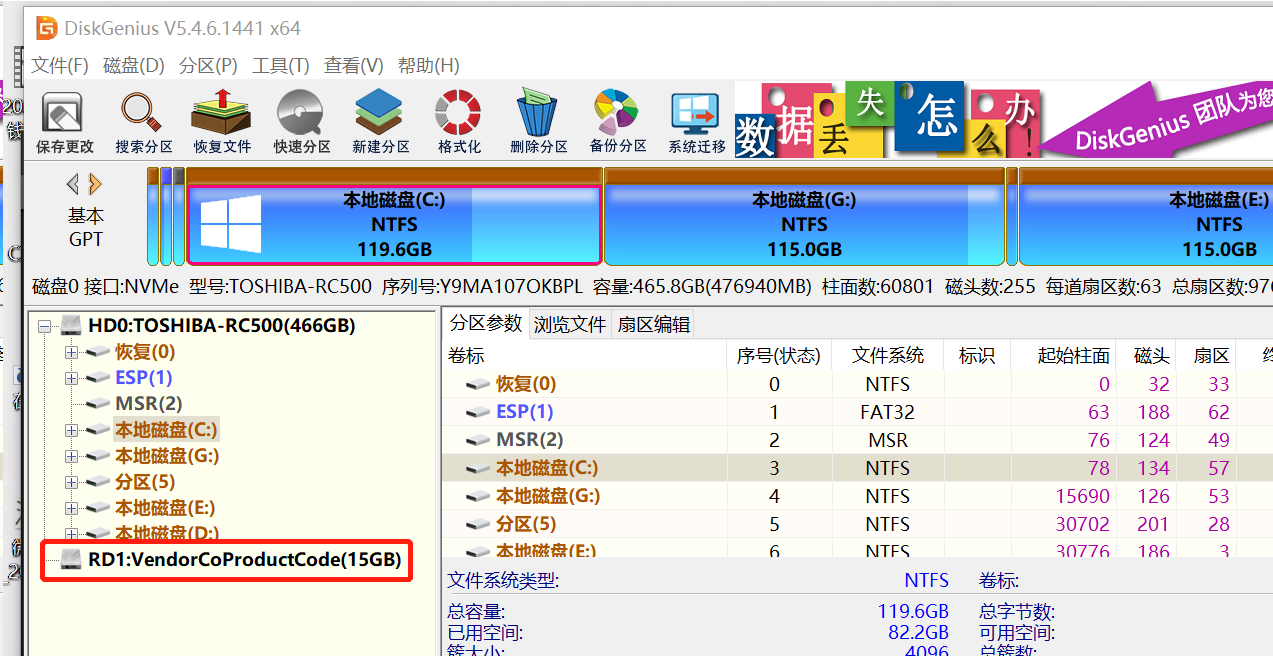 DiskGenius V5.4.6.1441 x64
文件(F) 磁盘(D) 分区(P) 工具(T) 查看(V) 帮助(H)
保存更改 搜索分区 恢复文件 快速分区 新建分区 格式化 删除分区 备份分区 系统迁移
数据丢失怎么办! DiskGenius 团队为您
基本
GPT
本地磁盘(C:)
NTFS
119.6GB
本地磁盘(G:)
NTFS
115.0GB
本地磁盘(E:)
NTFS
115.0GB
磁盘0 接口:NVMe 型号:TOSHIBA-RC500 序列号:Y9MA107OKBPL 容量:465.8GB(476940MB) 柱面数:60801 磁头数:255 每道扇区数:63 总扇区数:976
HD0:TOSHIBA-RC500(466GB)
恢复(0)
ESP(1)
MSR(2)
本地磁盘(C:)
本地磁盘(G:)
分区(5)
本地磁盘(E:)
本地磁盘(D:)
RD1:VendorCoProductCode(15GB)
分区参数 浏览文件 扇区编辑
卷标 序号(状态) 文件系统 标识 起始柱面 磁头 扇区
恢复(0) 0 NTFS 0 32 33
ESP(1) 1 FAT32 63 188 62
MSR(2) 2 MSR 76 124 49
本地磁盘(C:) 3 NTFS 78 134 57
本地磁盘(G:) 4 NTFS 15690 126 53
分区(5) 5 NTFS 30702 201 28
本地磁盘(E:) 6 NTFS 30776 186 3
文件系统类型: NTFS 卷标:
总容量: 119.6GB 总字节数:
已用空间: 82.2GB 可用空间:
簇大小: 4096 总簇数: